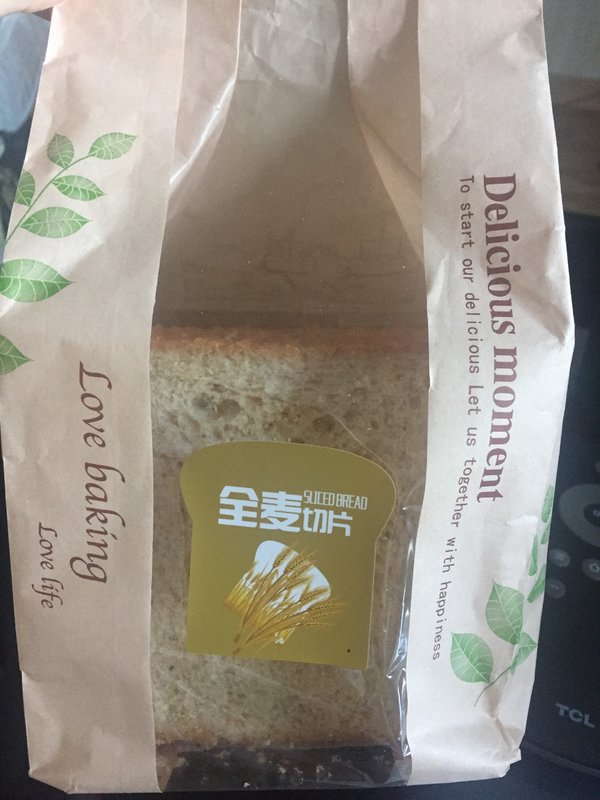 Love baking
Love life
全麦切片
SLICED BREAD
Delicious moment
To start our delicious Let us together with happiness
TCL